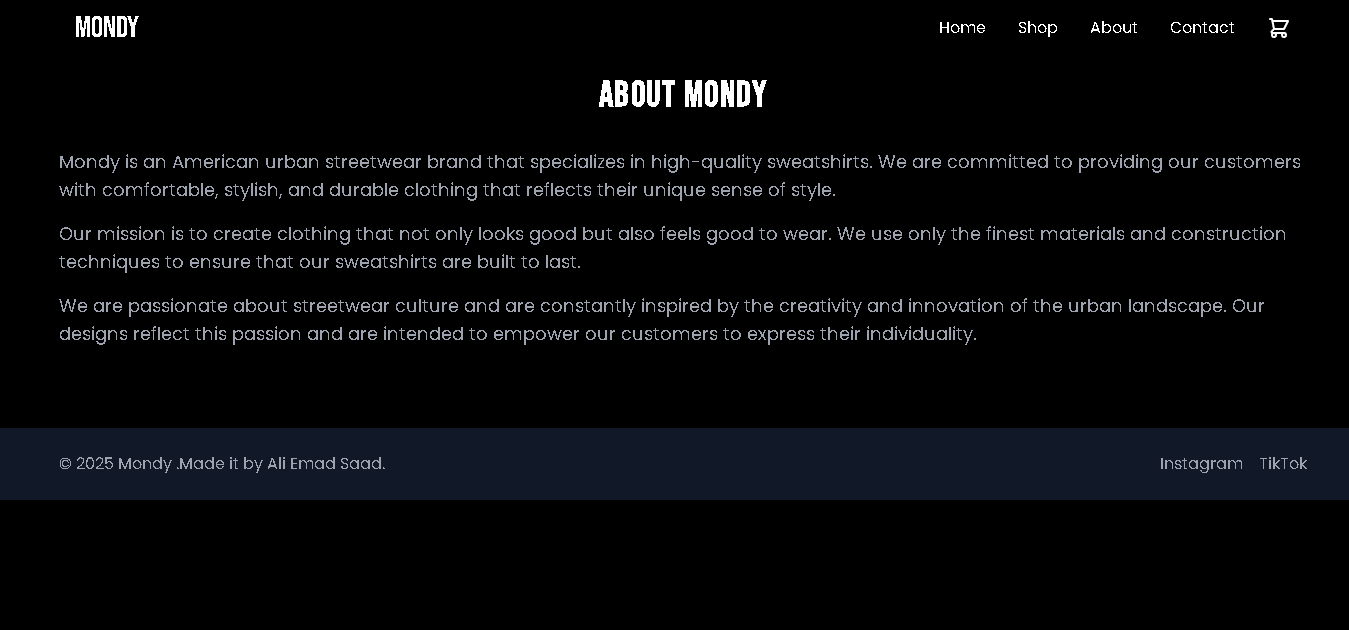 MONDY
Home Shop About Contact
ABOUT MONDY
Mondy is an American urban streetwear brand that specializes in high-quality sweatshirts. We are committed to providing our customers
with comfortable, stylish, and durable clothing that reflects their unique sense of style.
Our mission is to create clothing that not only looks good but also feels good to wear. We use only the finest materials and construction
techniques to ensure that our sweatshirts are built to last.
We are passionate about streetwear culture and are constantly inspired by the creativity and innovation of the urban landscape. Our
designs reflect this passion and are intended to empower our customers to express their individuality.
© 2025 Mondy .Made it by Ali Emad Saad.
Instagram TikTok